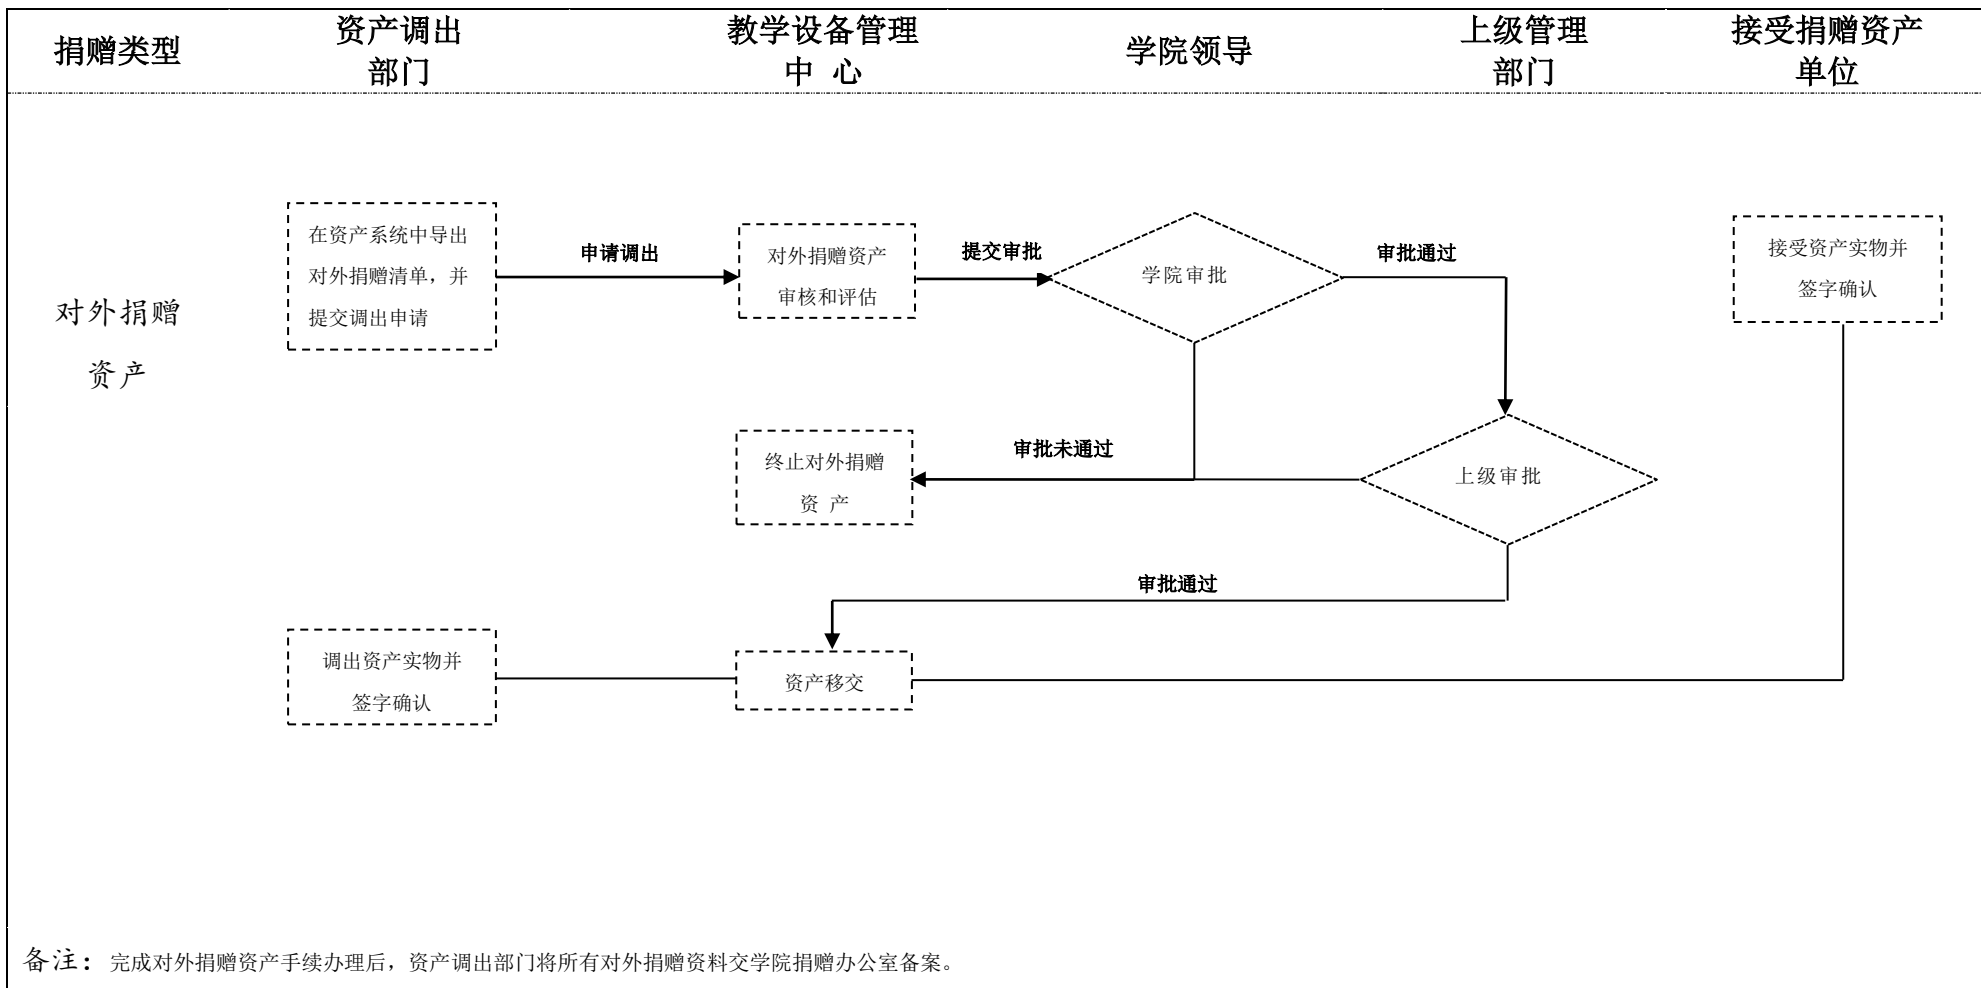 捐赠类型
资产调出
部门
教学设备管理
中 心
学院领导
上级管理
部门
接受捐赠资产
单位
对外捐赠
资产
在资产系统中导出
对外捐赠清单，并
提交调出申请
申请调出
对外捐赠资产
审核和评估
提交审批
学院审批
审批通过
接受资产实物并
签字确认
终止对外捐赠
资 产
审批未通过
上级审批
审批通过
调出资产实物并
签字确认
资产移交
备注：完成对外捐赠资产手续办理后，资产调出部门将所有对外捐赠资料交学院捐赠办公室备案。